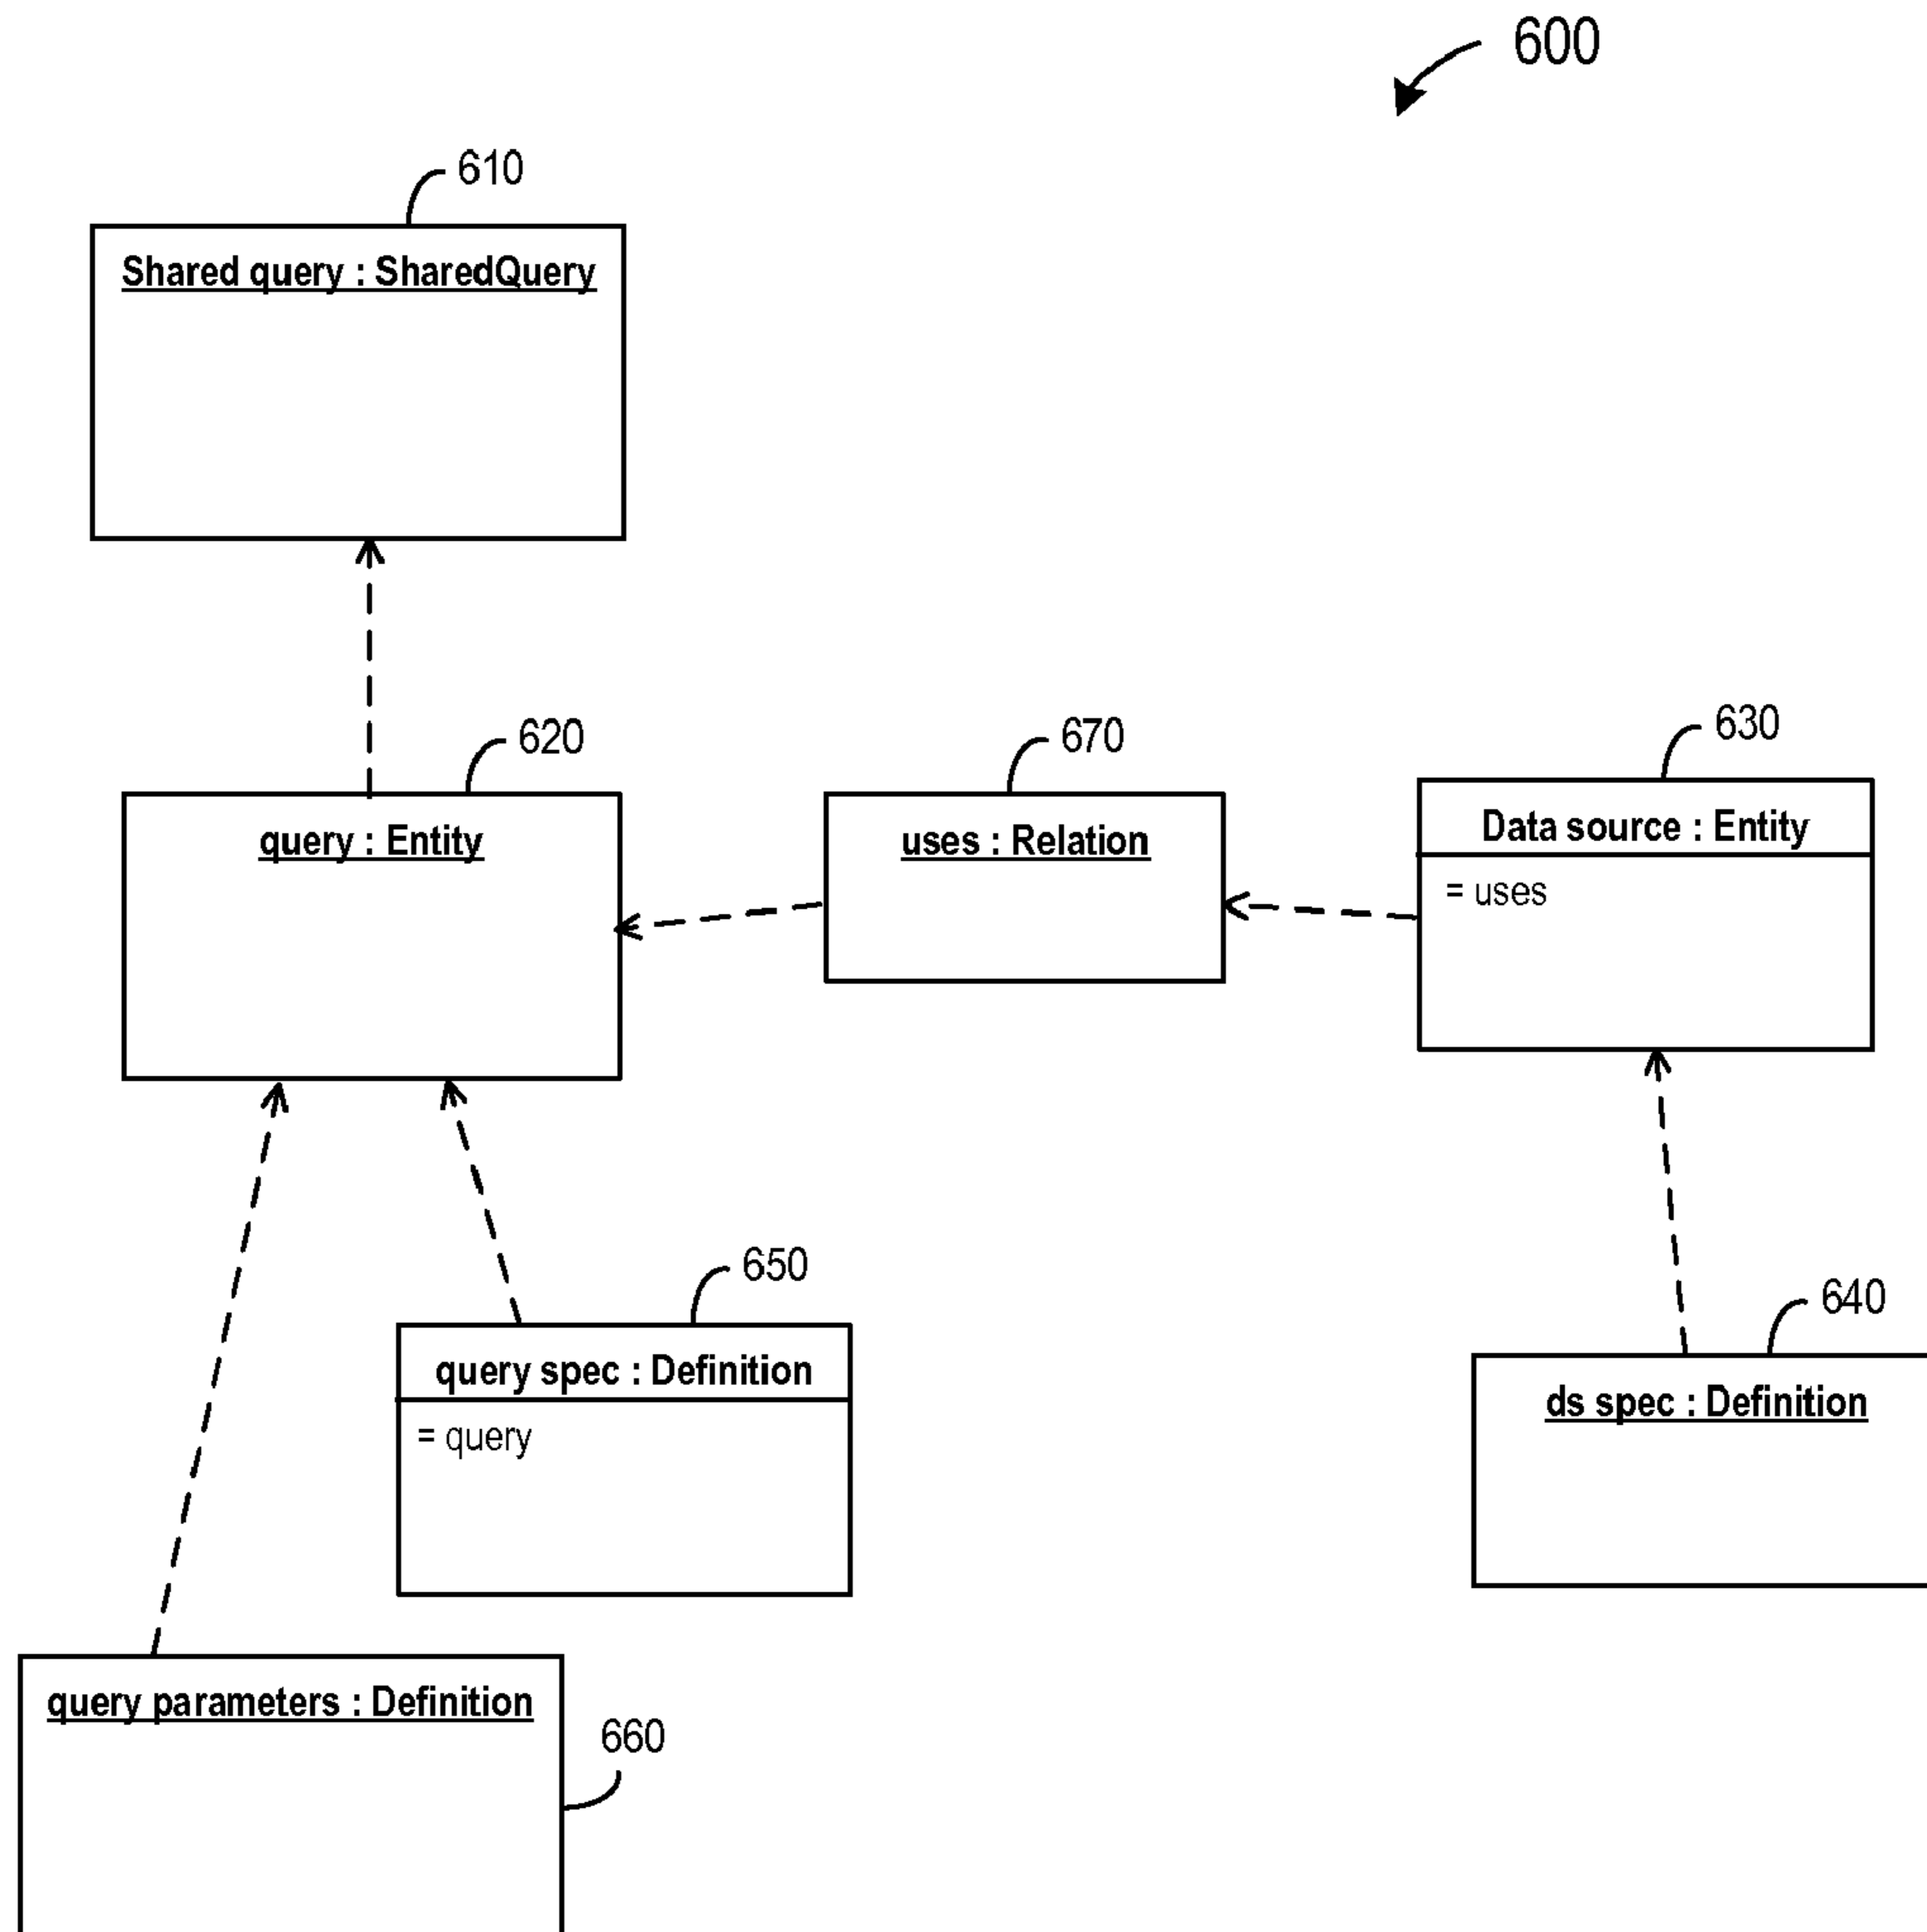 600
610
Shared query : SharedQuery
620
670
630
query : Entity
uses : Relation
Data source : Entity
= uses
650
640
query spec : Definition
= query
ds spec : Definition
query parameters : Definition
660